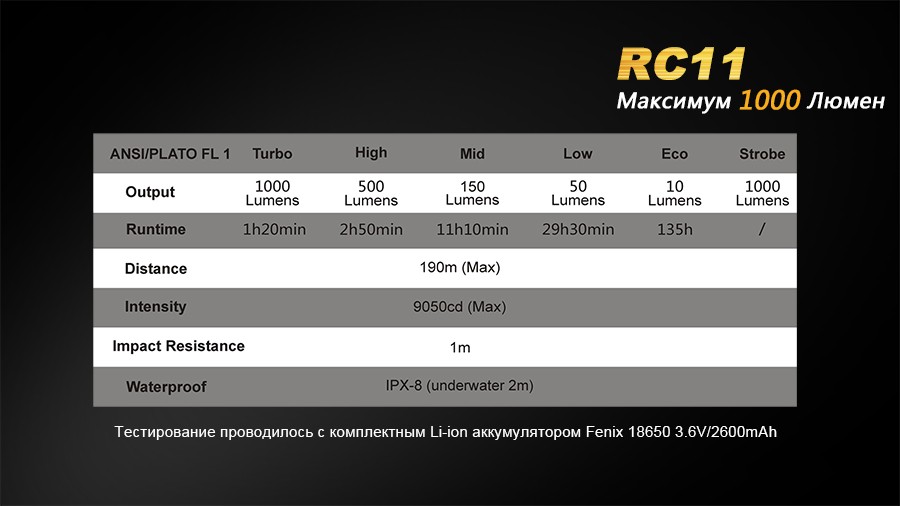 RC11
Максимум 1000 Люмен
ANSI/PLATO FL 1 Turbo High Mid Low Eco Strobe
Output 1000 Lumens 500 Lumens 150 Lumens 50 Lumens 10 Lumens 1000 Lumens
Runtime 1h20min 2h50min 11h10min 29h30min 135h /
Distance 190m (Max)
Intensity 9050cd (Max)
Impact Resistance 1m
Waterproof IPX-8 (underwater 2m)
Тестирование проводилось с комплектным Li-ion аккумулятором Fenix 18650 3.6V/2600mAh